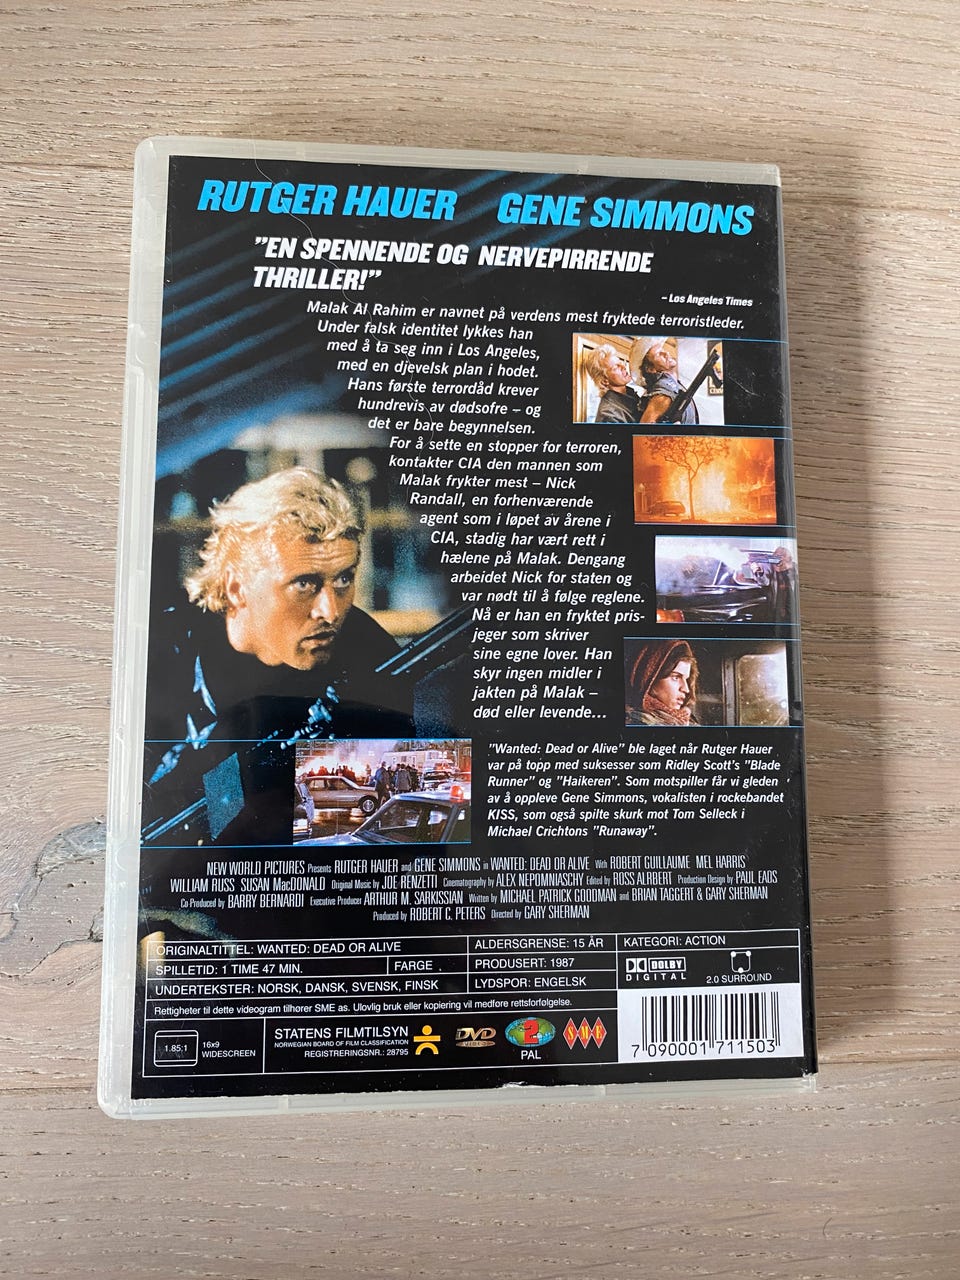 RUTGER HAUER GENE SIMMONS
"EN SPENNENDE OG NERVEPIRRENDE
THRILLER!"
– Los Angeles Times
Malak Al Rahim er navnet på verdens mest fryktede terroristleder.
Under falsk identitet lykkes han
med å ta seg inn i Los Angeles,
med en djevelsk plan i hodet.
Hans første terrordåd krever
hundrevis av dødsofre – og
det er bare begynnelsen.
For å sette en stopper for terroren,
kontakter CIA den mannen som
Malak frykter mest – Nick
Randall, en forhenværende
agent som i løpet av årene i
CIA, stadig har vært rett i
hælene på Malak. Dengang
arbeidet Nick for staten og
var nødt til å følge reglene.
Nå er han en fryktet pris-
jeger som skriver
sine egne lover. Han
skyr ingen midler i
jakten på Malak –
død eller levende...
"Wanted: Dead or Alive" ble laget når Rutger Hauer
var på topp med suksesser som Ridley Scott's "Blade
Runner" og "Haikeren". Som motspiller får vi gleden
av å oppleve Gene Simmons, vokalisten i rockebandet
KISS, som også spilte skurk mot Tom Selleck i
Michael Crichtons "Runaway".
NEW WORLD PICTURES Presents RUTGER HAUER and GENE SIMMONS in WANTED: DEAD OR ALIVE With ROBERT GUILLAUME MEL HARRIS
WILLIAM RUSS SUSAN MacDONALD Original Music by JOE RENZETTI Cinematography by ALEX NEPOMNIASCHY Edited by ROSS ALRBERT Production Design by PAUL EADS
Co-Produced by BARRY BERNARDI Executive Producer ARTHUR M. SARKISSIAN Written by MICHAEL PATRICK GOODMAN and BRIAN TAGGERT & GARY SHERMAN
Produced by ROBERT C. PETERS Directed by GARY SHERMAN
ORIGINALTITTEL: WANTED: DEAD OR ALIVE ALDERSGRENSE: 15 ÅR KATEGORI: ACTION
SPILLETID: 1 TIME 47 MIN. FARGE PRODUSERT: 1987
UNDERTEKSTER: NORSK, DANSK, SVENSK, FINSK LYDSPOR: ENGELSK
DOLBY
DIGITAL 2.0 SURROUND
Rettigheter til dette videogram tilhører SME as. Ulovlig bruk eller kopiering vil medføre rettsforfølgelse.
1.85:1 16x9
WIDESCREEN
STATENS FILMTILSYN
NORWEGIAN BOARD OF FILM CLASSIFICATION
REGISTRERINGSNR.: 28795
DVD
VIDEO
2
PAL
SME
7 090001 711503